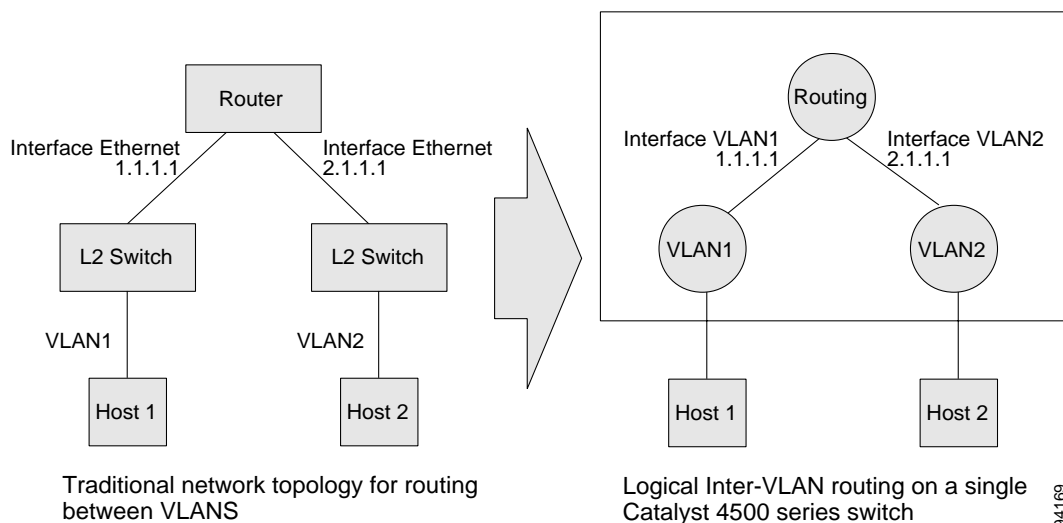 Router
Interface Ethernet
1.1.1.1
Interface Ethernet
2.1.1.1
L2 Switch
L2 Switch
VLAN1
VLAN2
Host 1
Host 2
Traditional network topology for routing
between VLANS
Routing
Interface VLAN1
1.1.1.1
Interface VLAN2
2.1.1.1
VLAN1
VLAN2
Host 1
Host 2
Logical Inter-VLAN routing on a single
Catalyst 4500 series switch